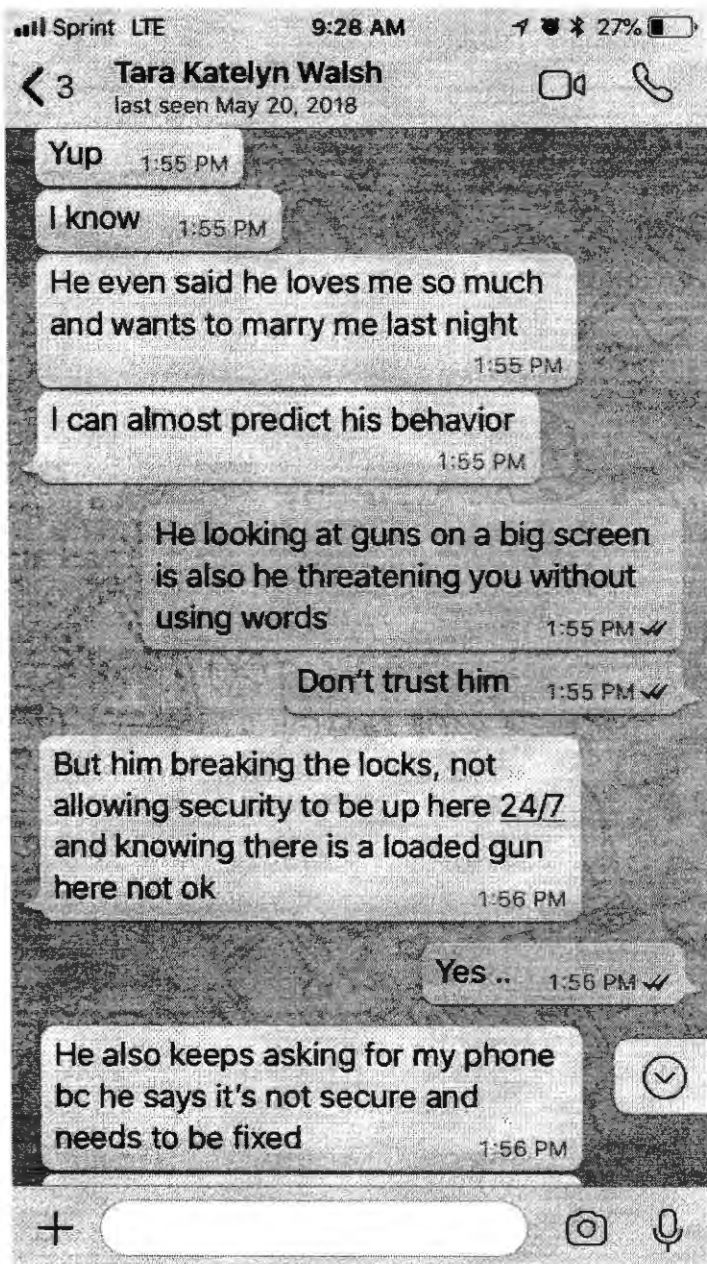 Sprint LTE 9:28 AM 27%
3 Tara Katelyn Walsh
last seen May 20, 2018
Yup 1:55 PM
I know 1:55 PM
He even said he loves me so much
and wants to marry me last night
1:55 PM
I can almost predict his behavior
1:55 PM
He looking at guns on a big screen
is also he threatening you without
using words 1:55 PM
Don't trust him 1:55 PM
But him breaking the locks, not
allowing security to be up here 24/7
and knowing there is a loaded gun
here not ok 1:56 PM
Yes .. 1:56 PM
He also keeps asking for my phone
bc he says it's not secure and
needs to be fixed 1:56 PM